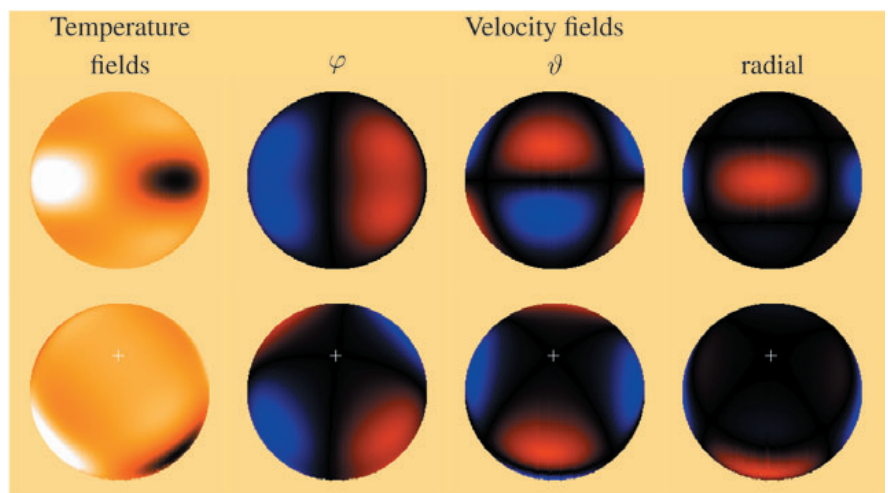 Temperature fields
Velocity fields
φ
ϑ
radial